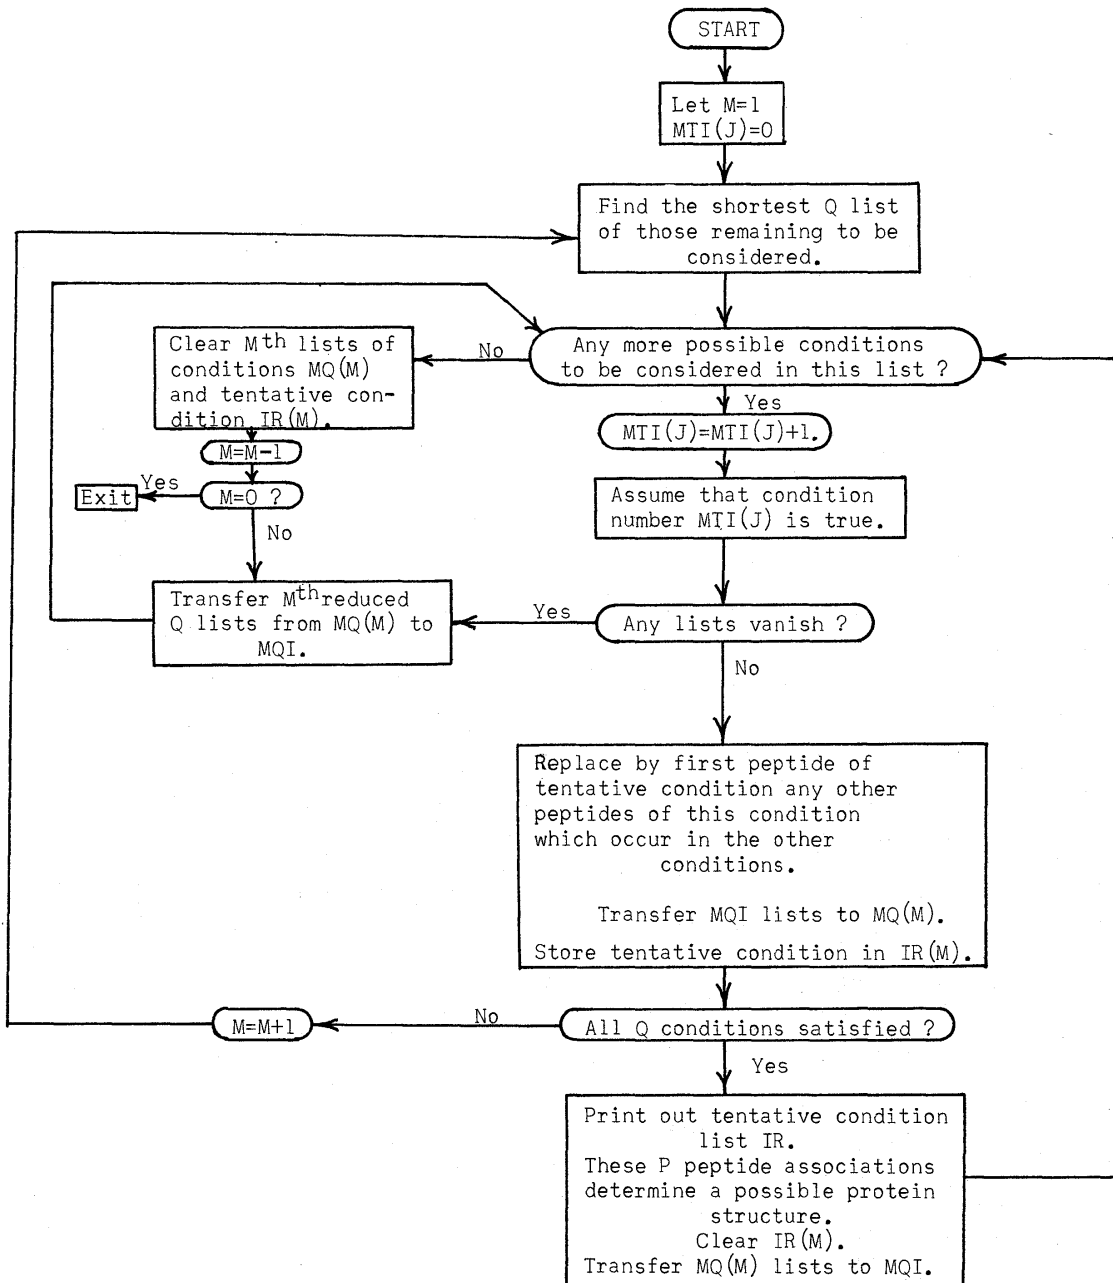 START
Let M=1
MTI(J)=0
Find the shortest Q list
of those remaining to be
considered.
Any more possible conditions
to be considered in this list ?
No
Clear Mth lists of
conditions MQ(M)
and tentative con-
dition IR(M).
M=M-1
M=0 ?
Yes
Exit
No
Transfer Mth reduced
Q lists from MQ(M) to
MQI.
Yes
MTI(J)=MTI(J)+1.
Assume that condition
number MTI(J) is true.
Any lists vanish ?
Yes
No
Replace by first peptide of
tentative condition any other
peptides of this condition
which occur in the other
conditions.
Transfer MQI lists to MQ(M).
Store tentative condition in IR(M).
All Q conditions satisfied ?
No
M=M+1
Yes
Print out tentative condition
list IR.
These P peptide associations
determine a possible protein
structure.
Clear IR(M).
Transfer MQ(M) lists to MQI.